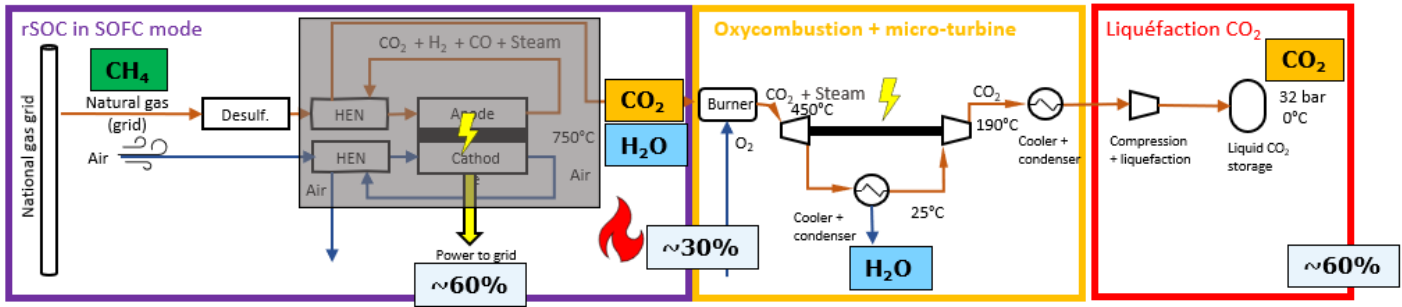 rSOC in SOFC mode
National gas grid
CH₄
Natural gas
(grid)
Desulf.
Air
HEN
HEN
CO₂ + H₂ + CO + Steam
Anode
Cathod
e
750°C
Air
Air
Power to grid
~60%
CO₂
H₂O
~30%
Oxycombustion + micro-turbine
Burner
O₂
CO₂ + Steam
450°C
Cooler +
condenser
H₂O
25°C
CO₂
190°C
Cooler +
condenser
Liquéfaction CO₂
CO₂
32 bar
0°C
Compression
+ liquefaction
Liquid CO₂
storage
~60%